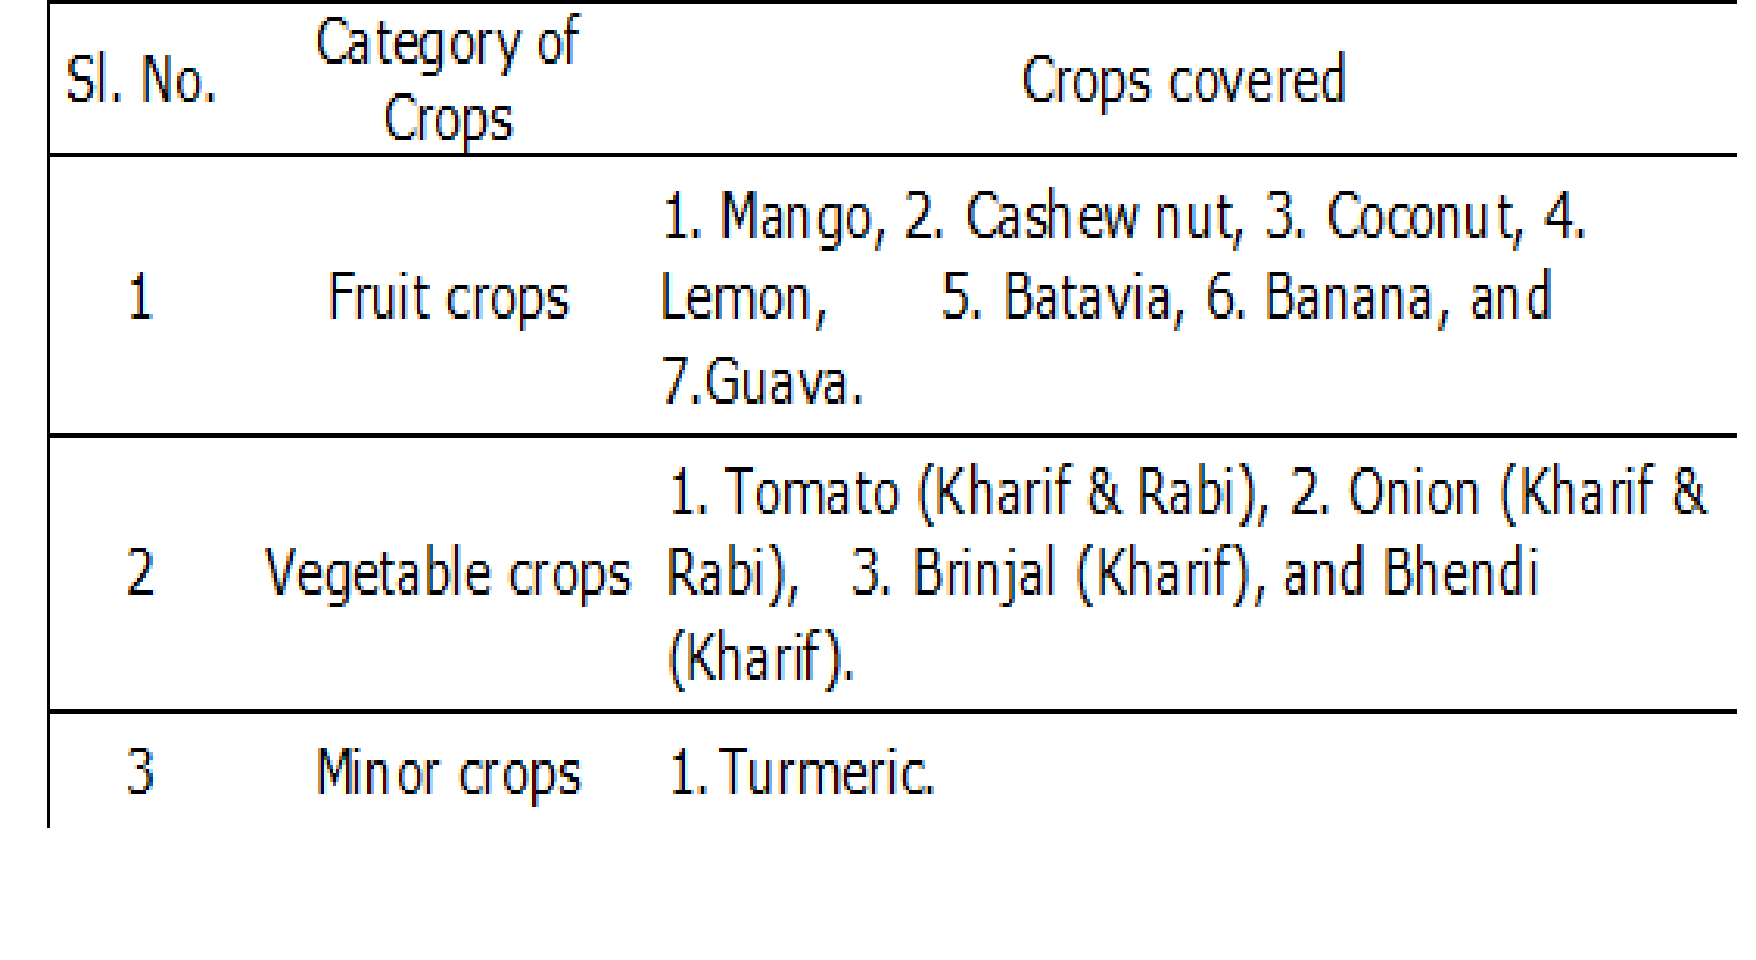 Sl. No. Category of Crops Crops covered
1 Fruit crops 1. Mango, 2. Cashew nut, 3. Coconut, 4.
Lemon, 5. Batavia, 6. Banana, and
7.Guava.
2 Vegetable crops 1. Tomato (Kharif & Rabi), 2. Onion (Kharif &
Rabi), 3. Brinjal (Kharif), and Bhendi
(Kharif).
3 Minor crops 1. Turmeric.